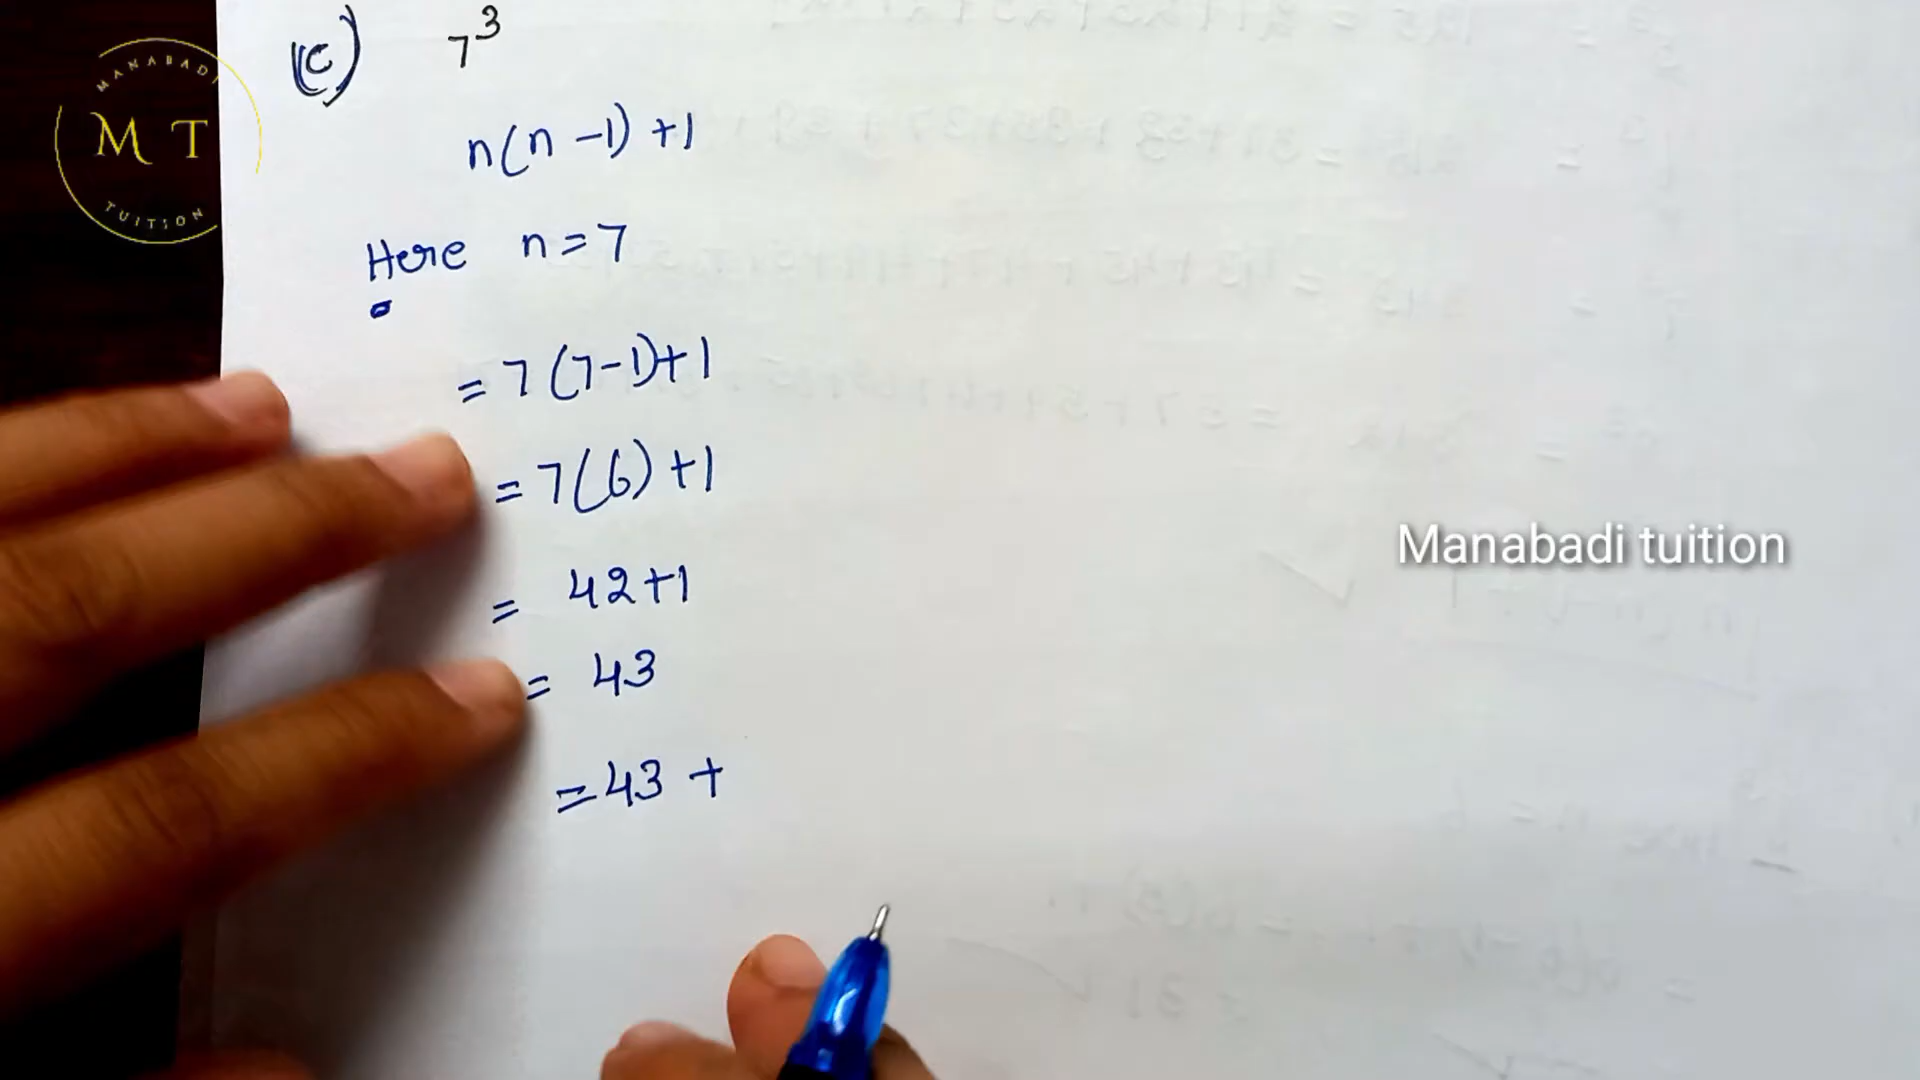 (c) 7³
n(n-1)+1
Here n=7
= 7(7-1)+1
= 7(6)+1
= 42+1
= 43
= 43 +
MANABADI
MT
TUITION
Manabadi tuition